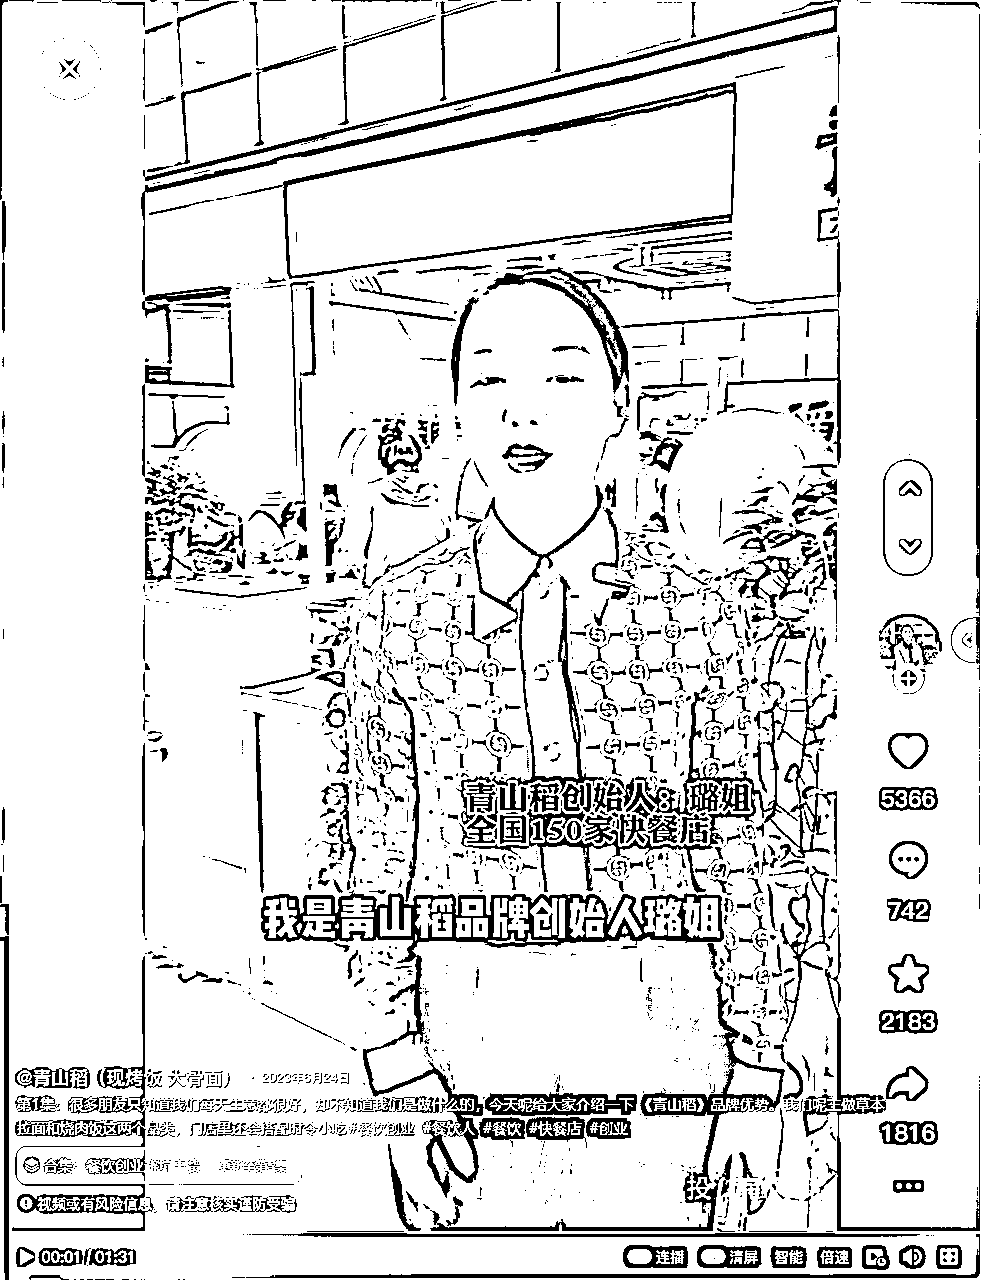 青山稻创始人：璐姐
全国150家快餐店
我是青山稻品牌创始人璐姐
5366
742
2183
1816
@青山稻（现烤饭 大骨面） · 2023年6月24日
第1集：很多朋友只知道我们每天生意都很好，却不知道我们是做什么的，今天呢给大家介绍一下《青山稻》品牌优势。我们呢主做草本
拉面和烧肉饭这两个品类，门店里还会搭配时令小吃#餐饮创业 #餐饮人 #餐饮 #快餐店 #创业
合集：餐饮创业
视频或有风险信息，请注意核实谨防受骗
投
00:01 / 01:31
连播 清屏 智能 倍速